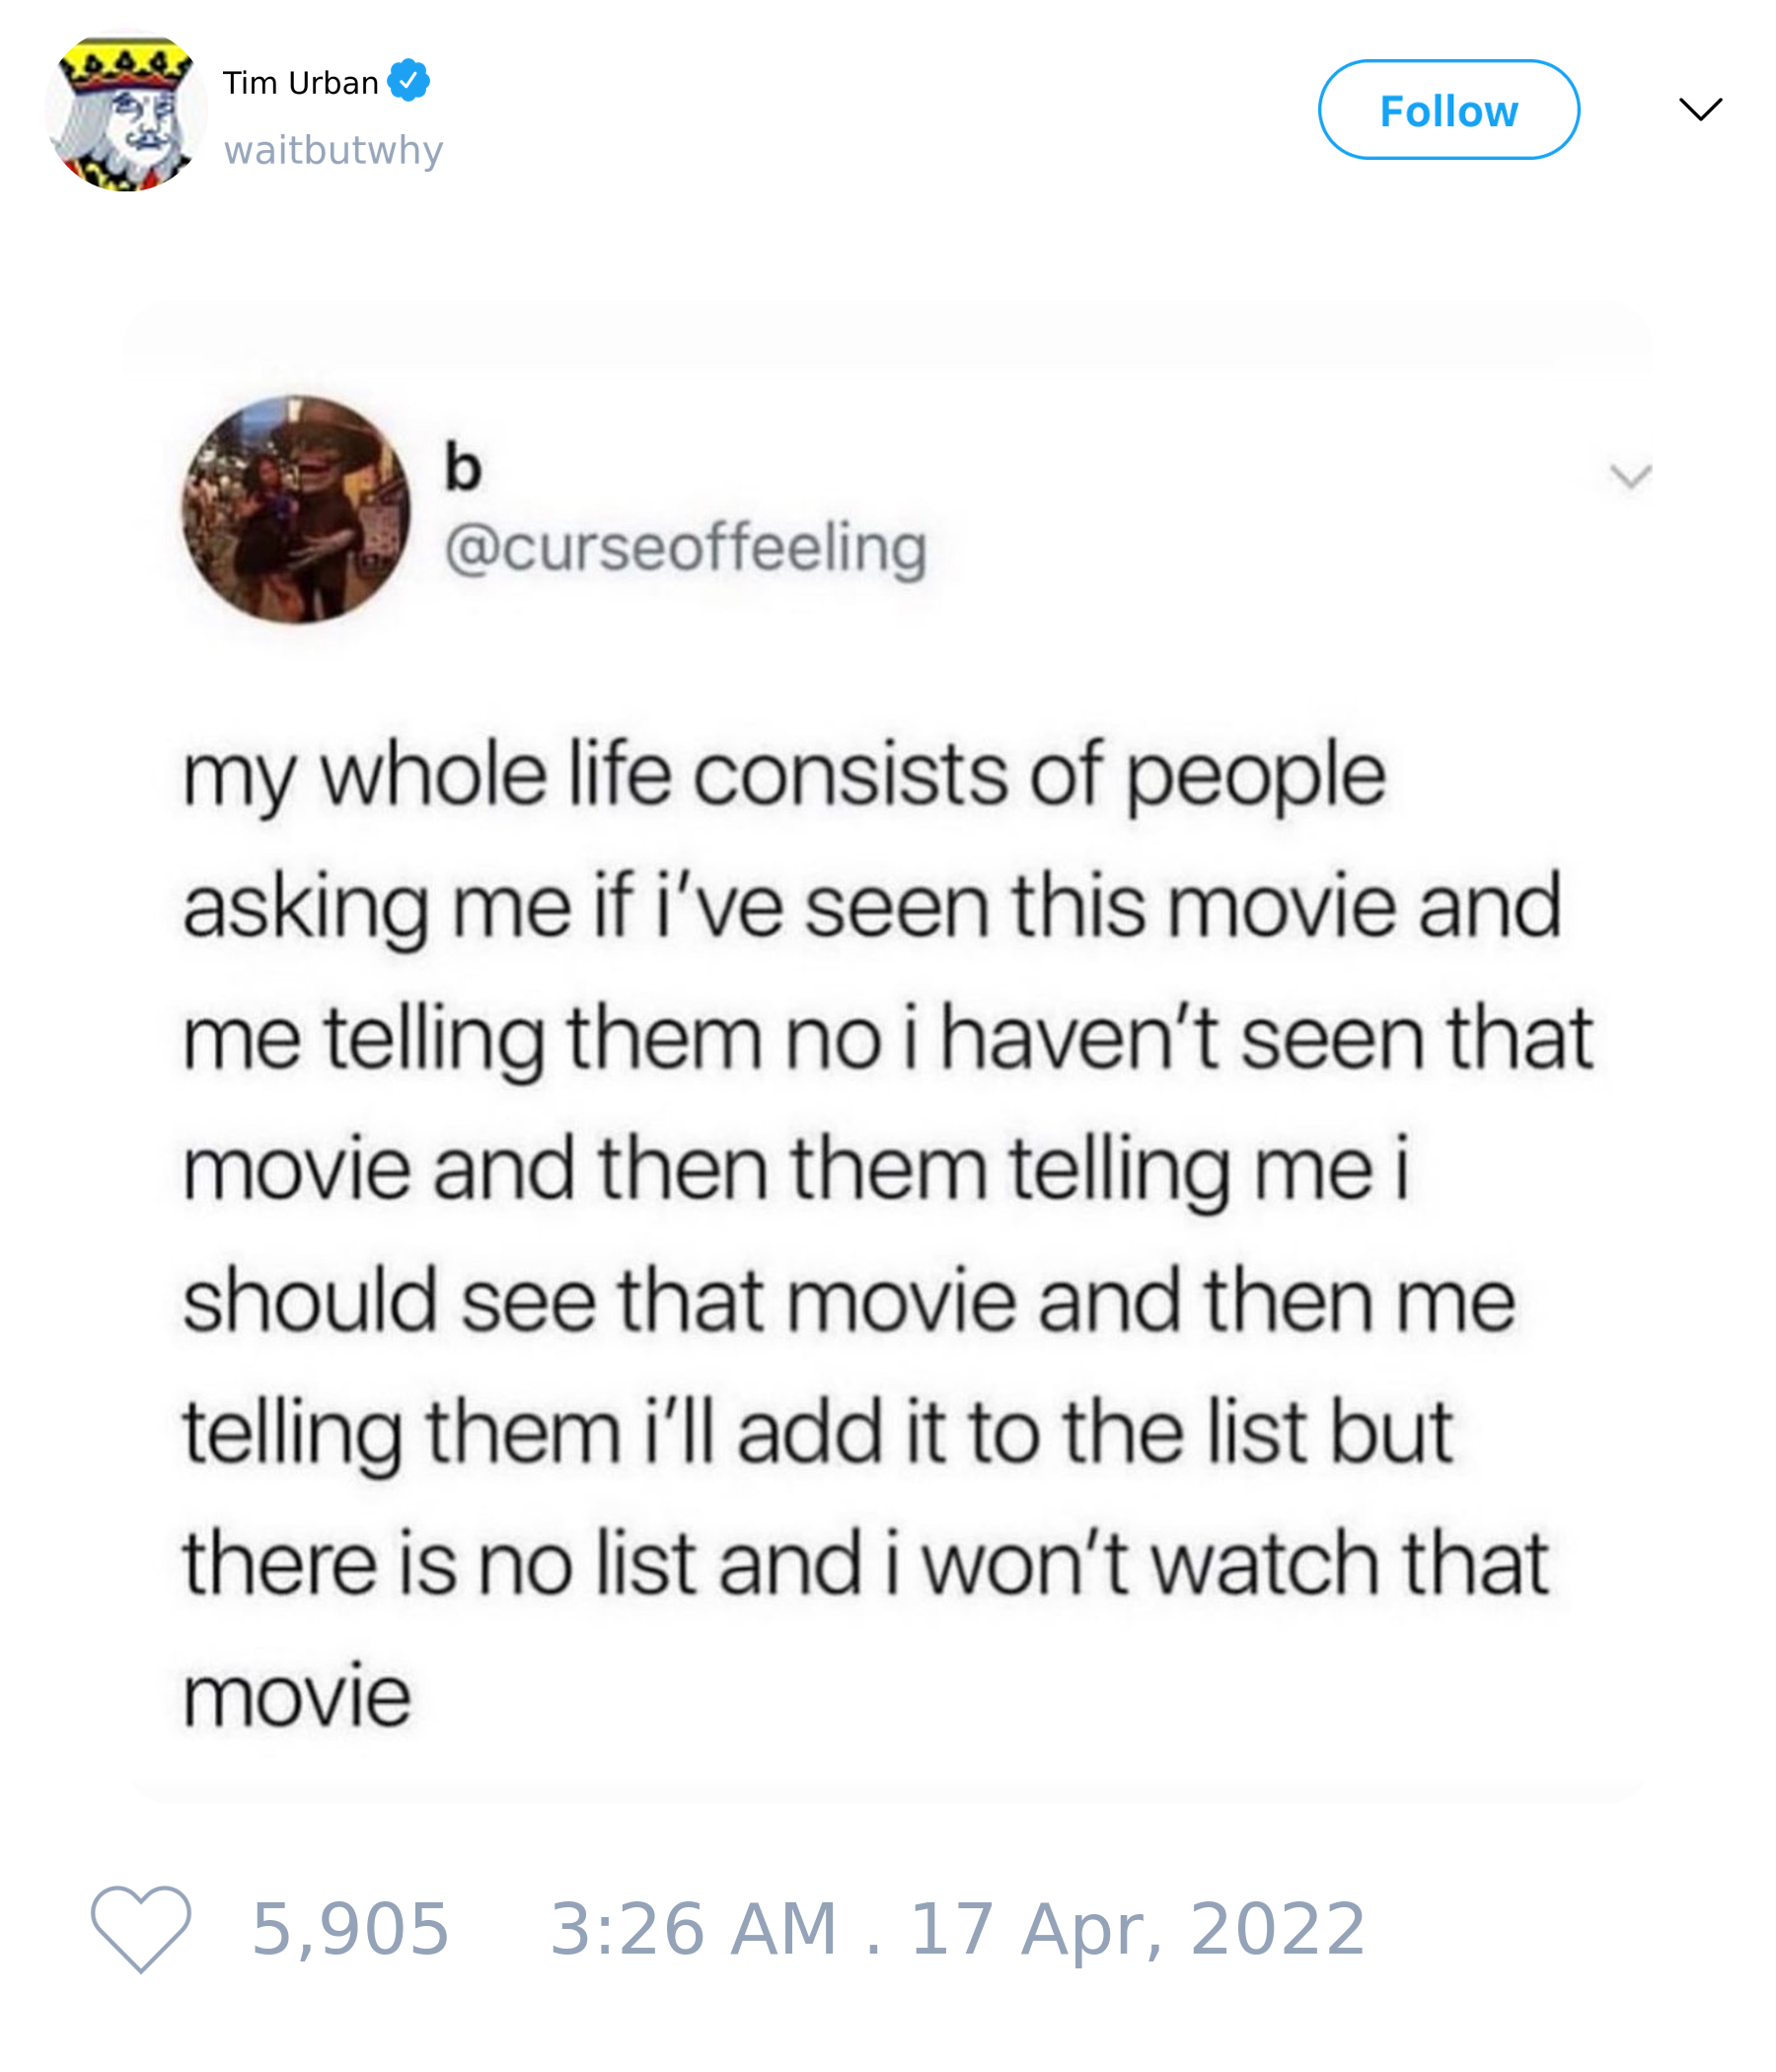 Tim Urban
waitbutwhy
Follow
b
@curseoffeeling
my whole life consists of people
asking me if i've seen this movie and
me telling them no i haven't seen that
movie and then them telling me i
should see that movie and then me
telling them i'll add it to the list but
there is no list and i won't watch that
movie
5,905 3:26 AM . 17 Apr, 2022